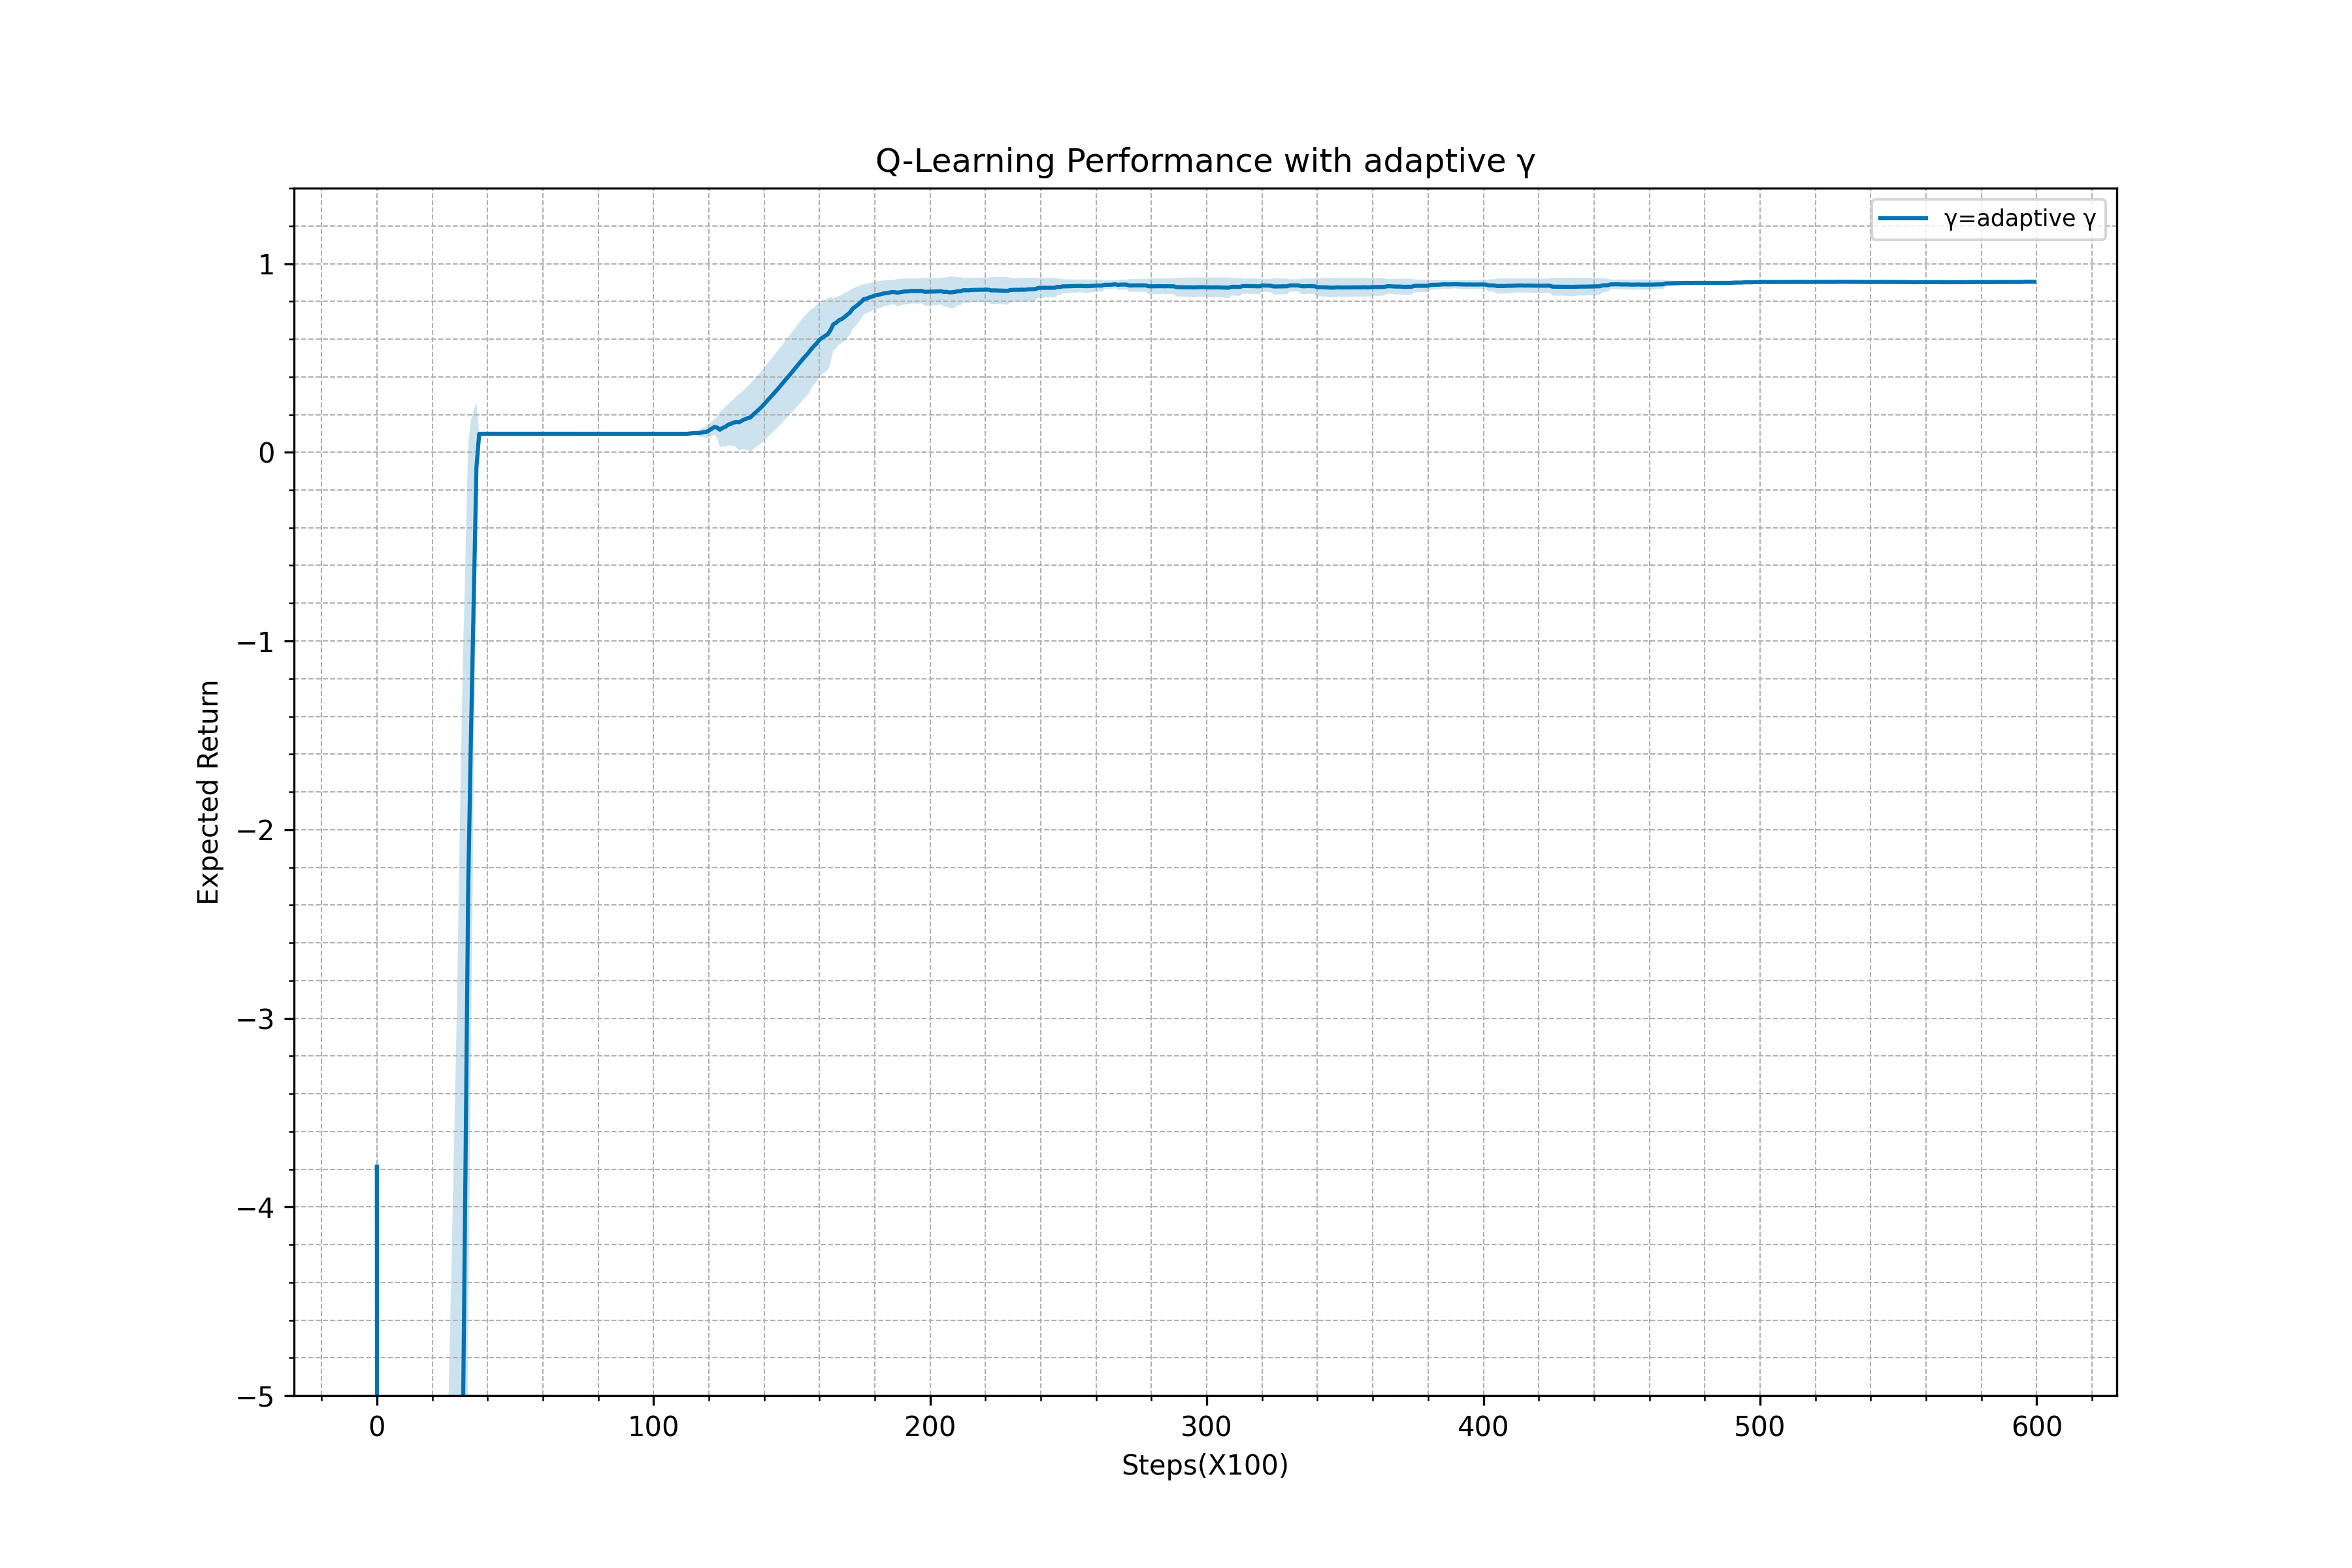 Q-Learning Performance with adaptive γ
γ=adaptive γ
1
0
−1
−2
−3
−4
−5
Expected Return
0 100 200 300 400 500 600
Steps(X100)